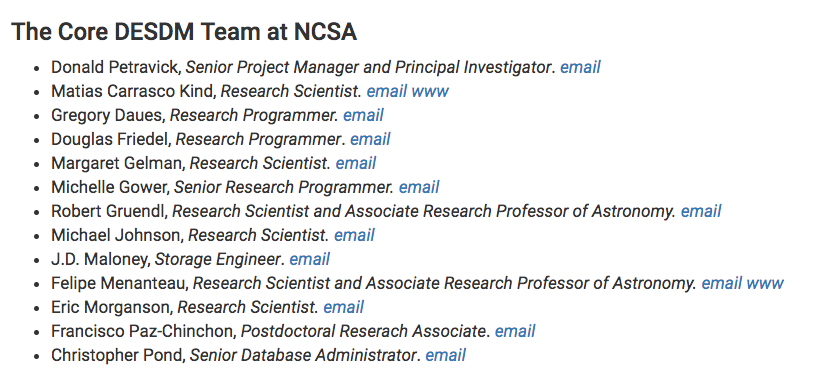 The Core DESDM Team at NCSA
• Donald Petravick, Senior Project Manager and Principal Investigator. email
• Matias Carrasco Kind, Research Scientist. email www
• Gregory Daues, Research Programmer. email
• Douglas Friedel, Research Programmer. email
• Margaret Gelman, Research Scientist. email
• Michelle Gower, Senior Research Programmer. email
• Robert Gruendl, Research Scientist and Associate Research Professor of Astronomy. email
• Michael Johnson, Research Scientist. email
• J.D. Maloney, Storage Engineer. email
• Felipe Menanteau, Research Scientist and Associate Research Professor of Astronomy. email www
• Eric Morganson, Research Scientist. email
• Francisco Paz-Chinchon, Postdoctoral Reserach Associate. email
• Christopher Pond, Senior Database Administrator. email